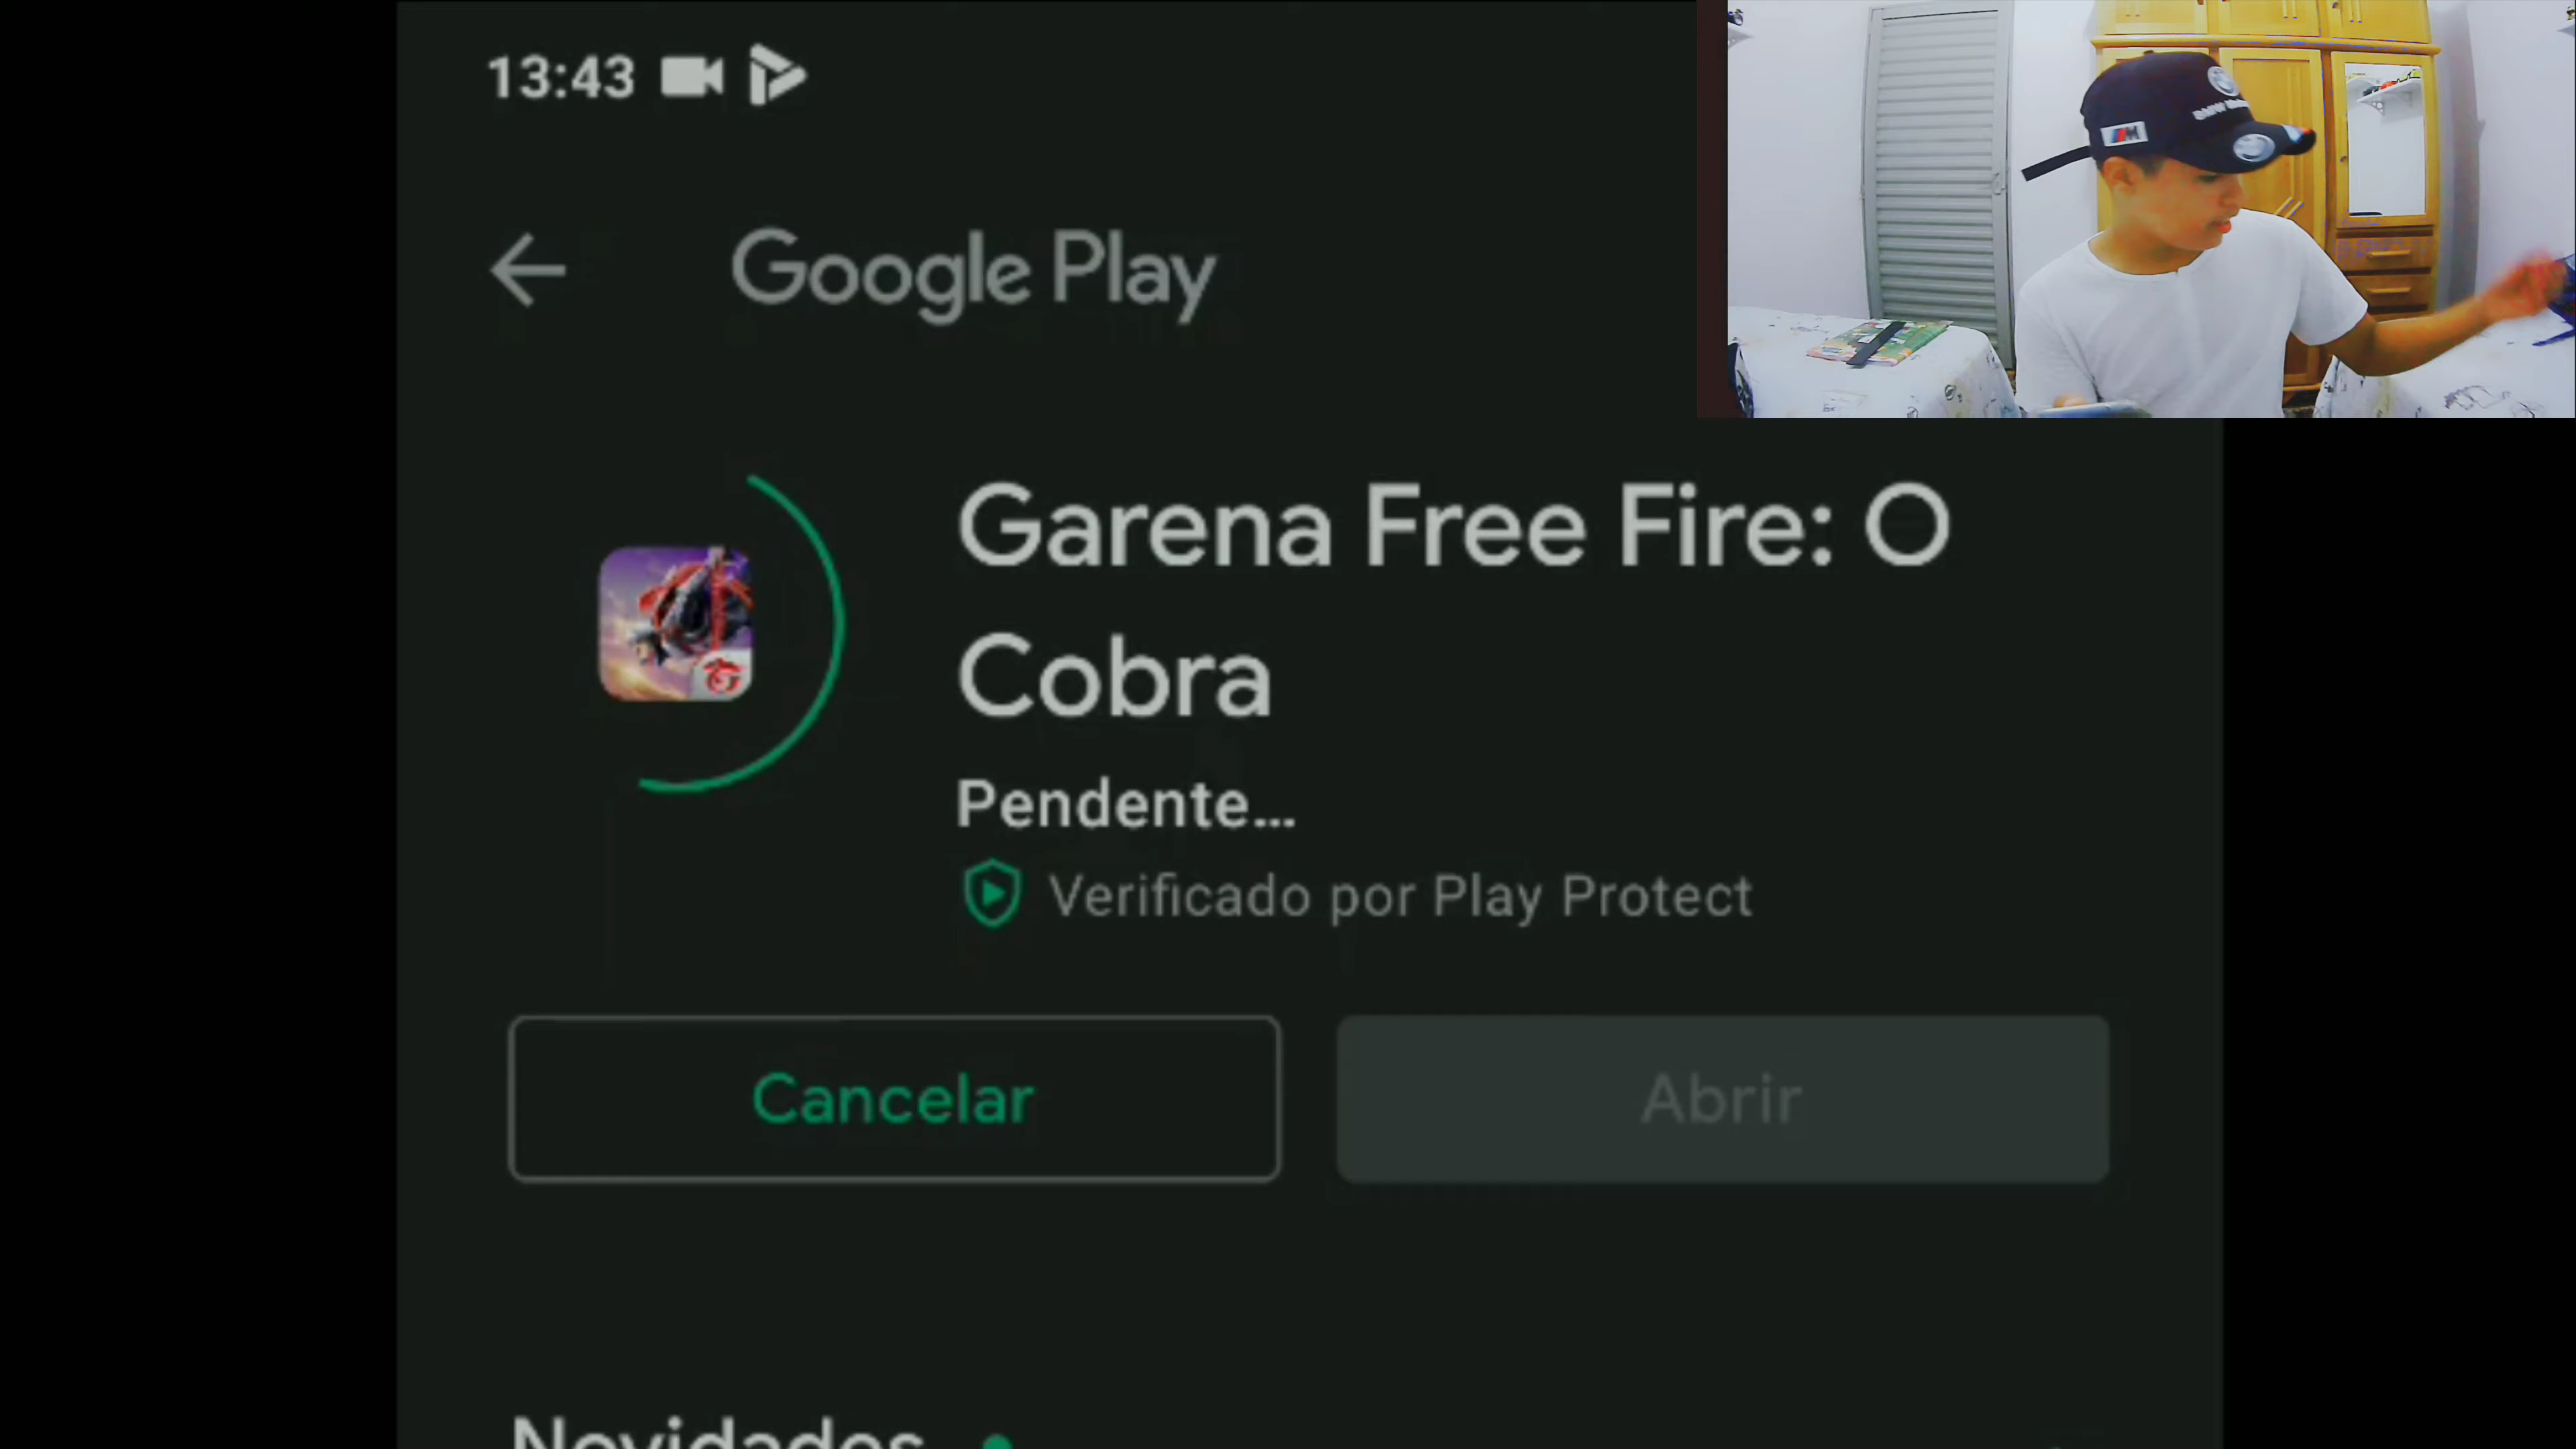 13:43
Google Play
Garena Free Fire: O
Cobra
Pendente...
Verificado por Play Protect
Cancelar
Abrir
Novidades